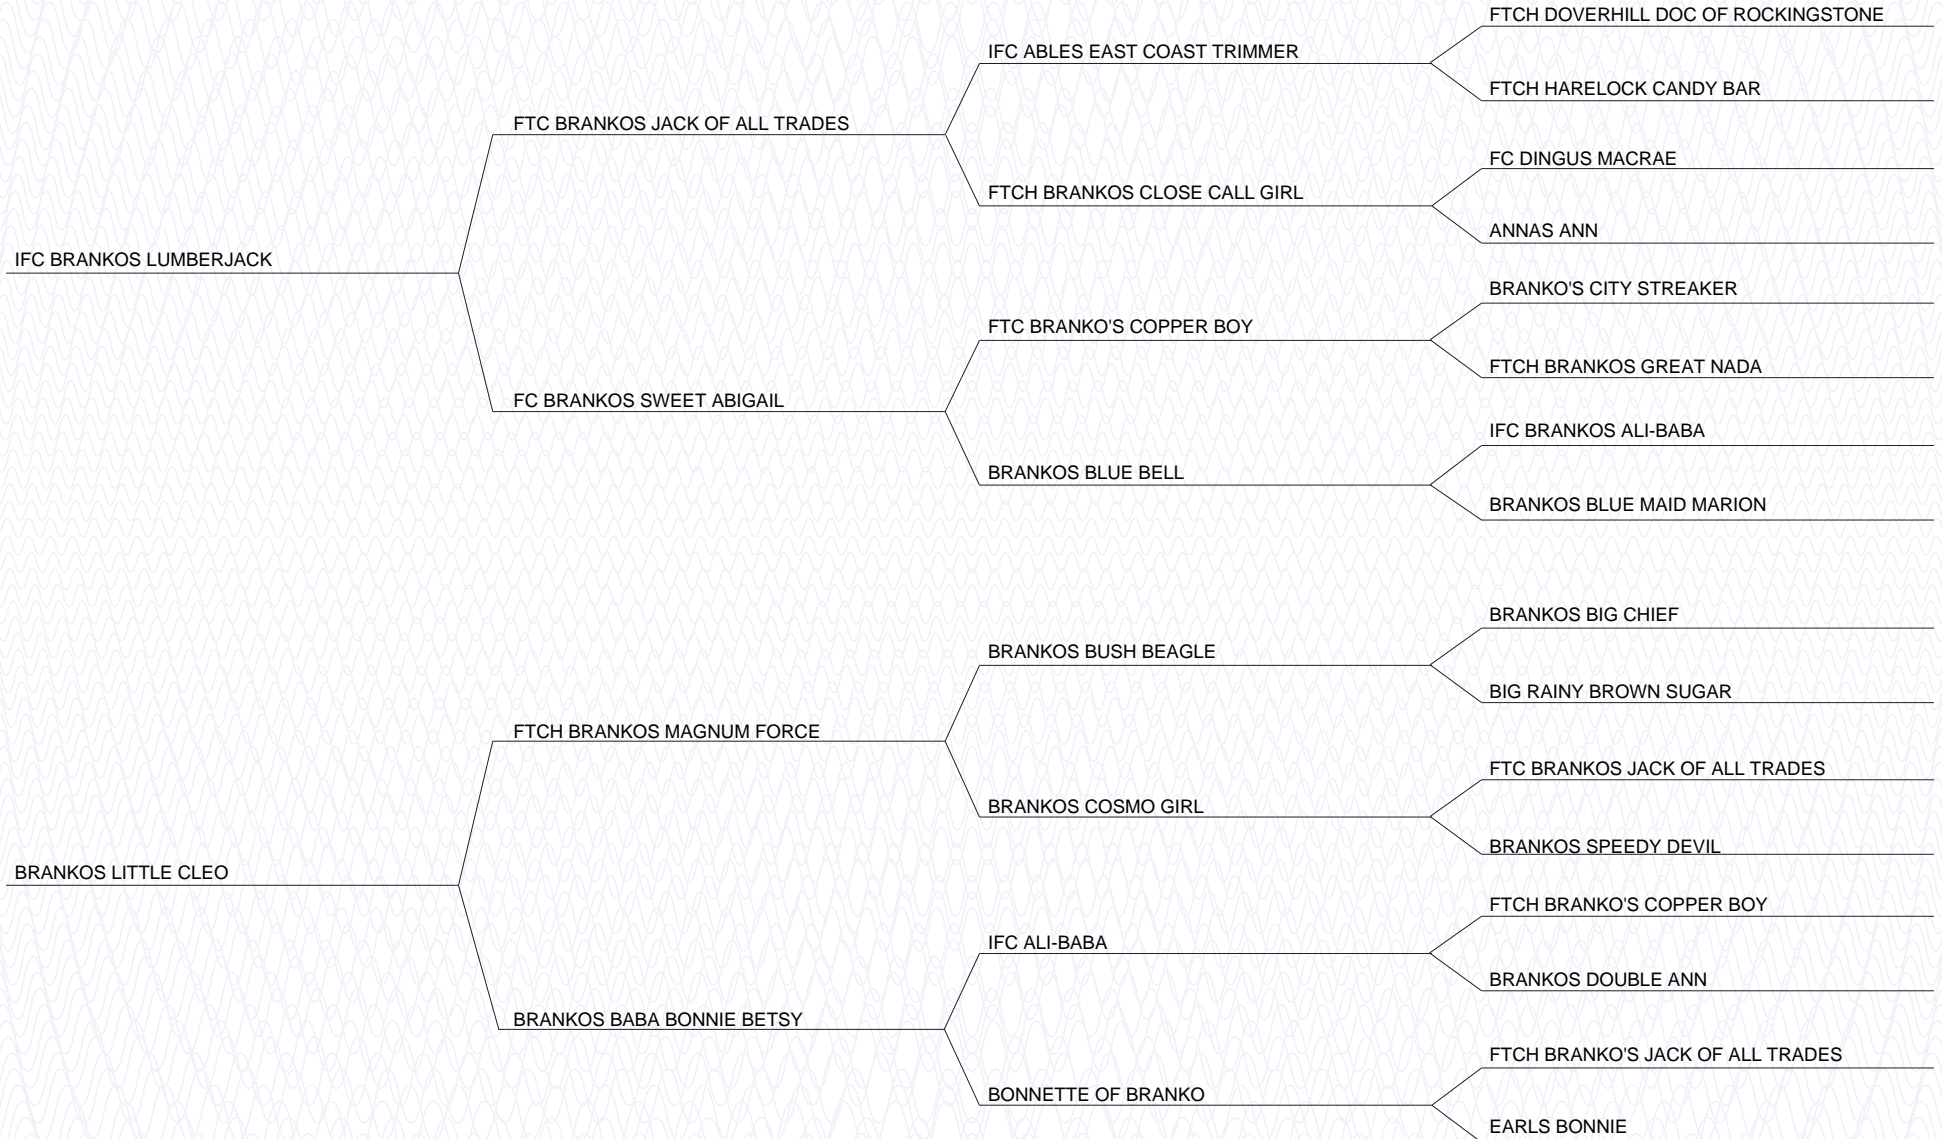 FTCH DOVERHILL DOC OF ROCKINGSTONE
IFC ABLES EAST COAST TRIMMER
FTCH HARELOCK CANDY BAR
FTC BRANKOS JACK OF ALL TRADES
FC DINGUS MACRAE
FTCH BRANKOS CLOSE CALL GIRL
ANNAS ANN
IFC BRANKOS LUMBERJACK
BRANKO'S CITY STREAKER
FTC BRANKO'S COPPER BOY
FTCH BRANKOS GREAT NADA
FC BRANKOS SWEET ABIGAIL
IFC BRANKOS ALI-BABA
BRANKOS BLUE BELL
BRANKOS BLUE MAID MARION
BRANKOS BIG CHIEF
BRANKOS BUSH BEAGLE
BIG RAINY BROWN SUGAR
FTCH BRANKOS MAGNUM FORCE
FTC BRANKOS JACK OF ALL TRADES
BRANKOS COSMO GIRL
BRANKOS SPEEDY DEVIL
BRANKOS LITTLE CLEO
FTCH BRANKO'S COPPER BOY
IFC ALI-BABA
BRANKOS DOUBLE ANN
BRANKOS BABA BONNIE BETSY
FTCH BRANKO'S JACK OF ALL TRADES
BONNETTE OF BRANKO
EARLS BONNIE